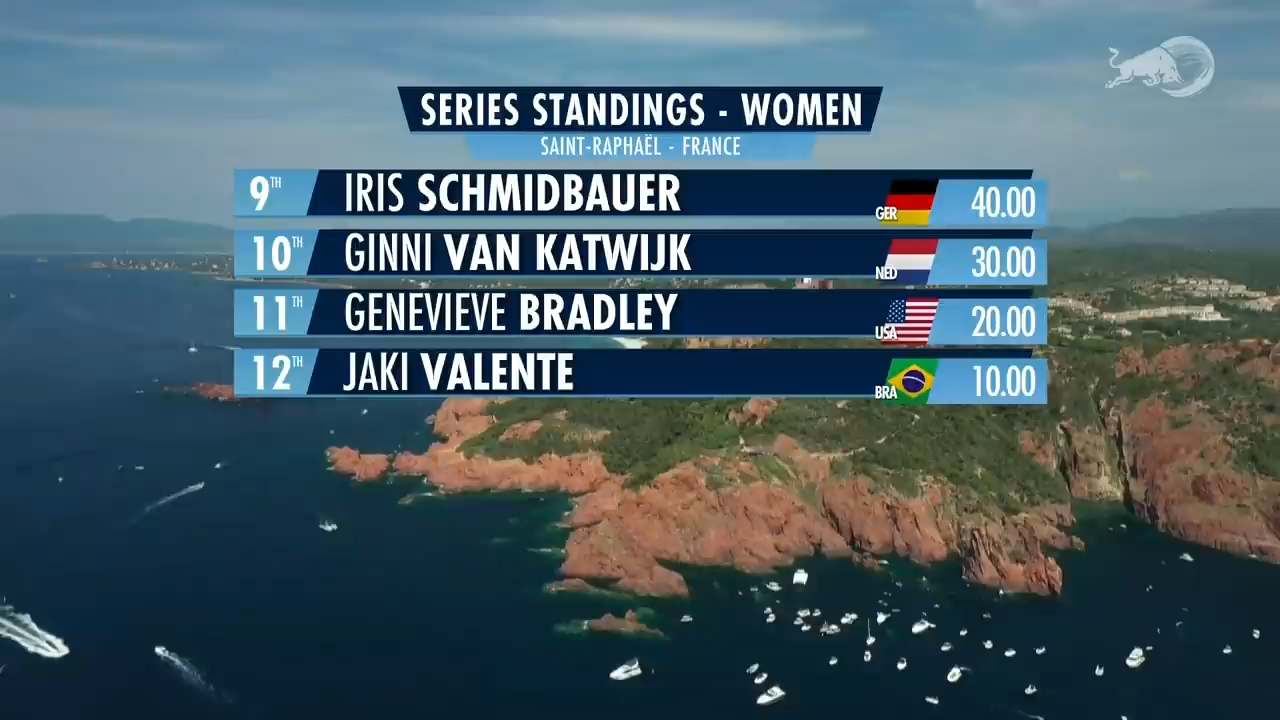 SERIES STANDINGS - WOMEN
SAINT-RAPHAËL - FRANCE
9TH IRIS SCHMIDBAUER GER 40.00
10TH GINNI VAN KATWIJK NED 30.00
11TH GENEVIEVE BRADLEY USA 20.00
12TH JAKI VALENTE BRA 10.00